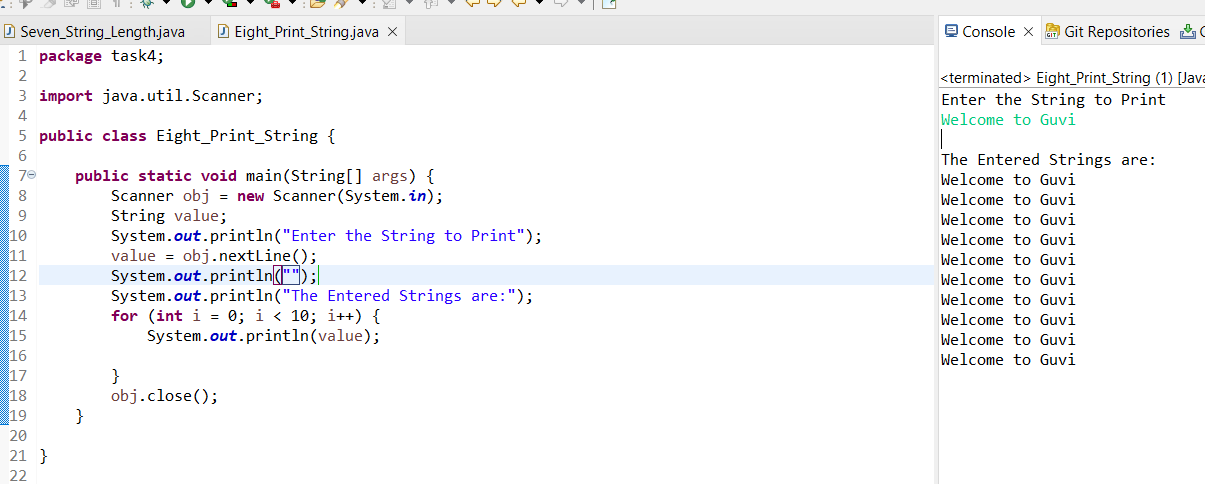 Seven_String_Length.java
Eight_Print_String.java
1 package task4;
2
3 import java.util.Scanner;
4
5 public class Eight_Print_String {
6
7 public static void main(String[] args) {
8 Scanner obj = new Scanner(System.in);
9 String value;
10 System.out.println("Enter the String to Print");
11 value = obj.nextLine();
12 System.out.println("");
13 System.out.println("The Entered Strings are:");
14 for (int i = 0; i < 10; i++) {
15 System.out.println(value);
16
17 }
18 obj.close();
19 }
20
21 }
22
Console
Git Repositories
<terminated> Eight_Print_String (1) [Java
Enter the String to Print
Welcome to Guvi
The Entered Strings are:
Welcome to Guvi
Welcome to Guvi
Welcome to Guvi
Welcome to Guvi
Welcome to Guvi
Welcome to Guvi
Welcome to Guvi
Welcome to Guvi
Welcome to Guvi
Welcome to Guvi